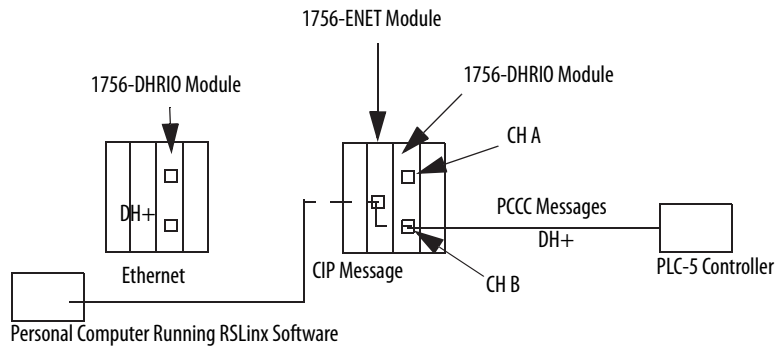 1756-ENET Module
1756-DHRIO Module
1756-DHRIO Module
CH A
DH+
PCCC Messages
DH+
Ethernet
CIP Message
CH B
PLC-5 Controller
Personal Computer Running RSLinx Software